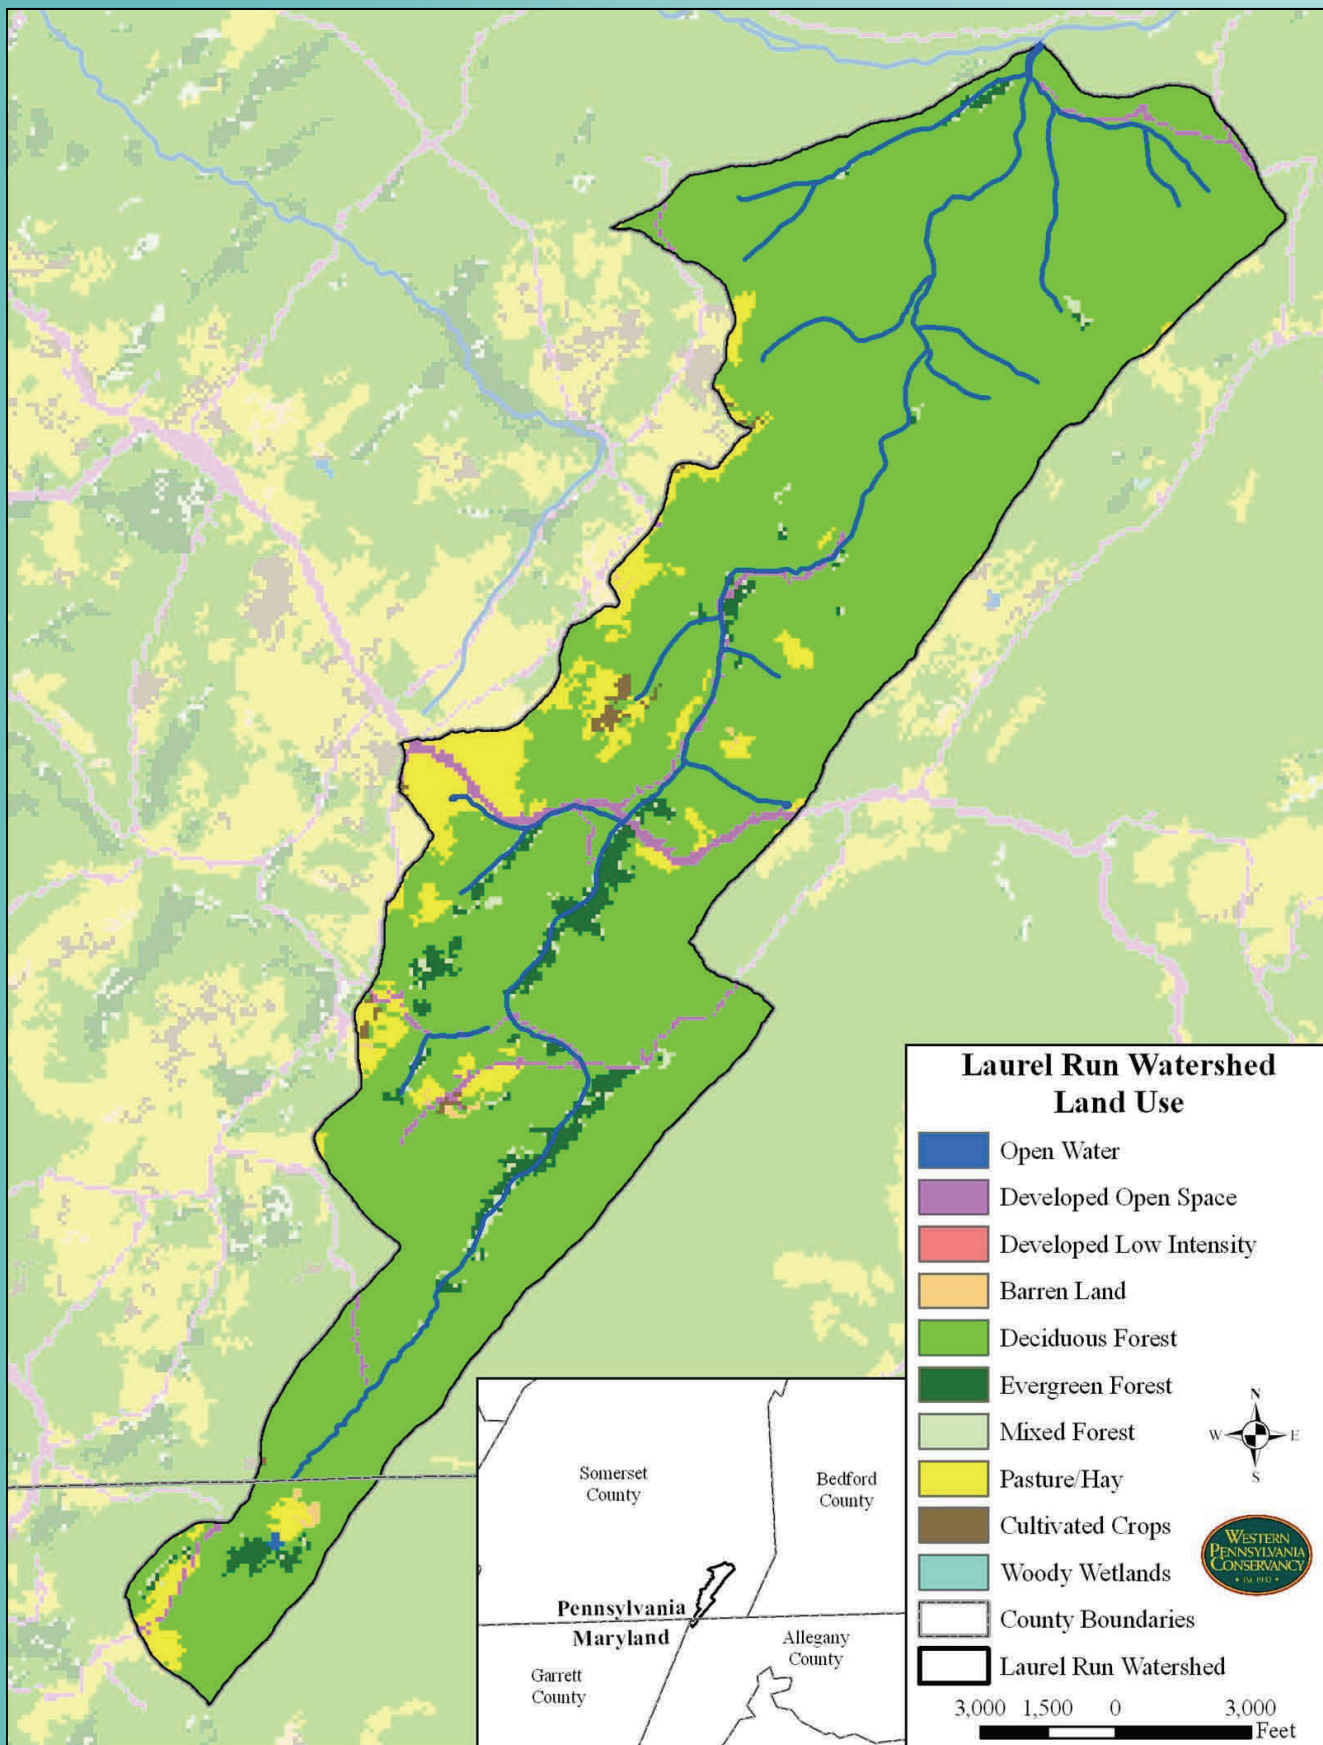 Laurel Run Watershed
Land Use
Open Water
Developed Open Space
Developed Low Intensity
Barren Land
Deciduous Forest
Evergreen Forest
Mixed Forest
Pasture/Hay
Cultivated Crops
Woody Wetlands
County Boundaries
Laurel Run Watershed
N
W E
S
WESTERN
PENNSYLVANIA
CONSERVANCY
• Est. 1932 •
3,000 1,500 0 3,000
Feet
Somerset
County
Bedford
County
Pennsylvania
Maryland
Allegany
County
Garrett
County